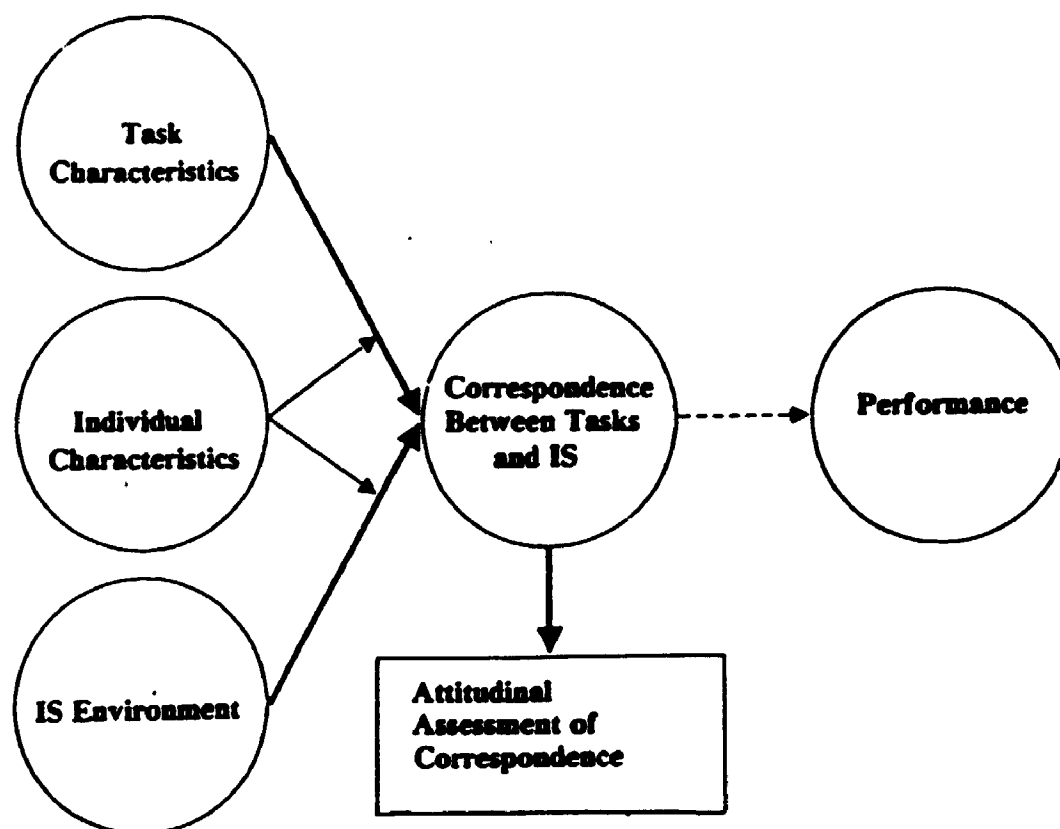 Task
Characteristics
Individual
Characteristics
IS Environment
Correspondence
Between Tasks
and IS
Performance
Attitudinal
Assessment of
Correspondence